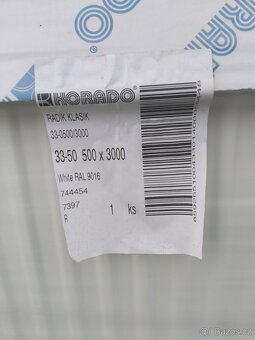 KORADO
RADIK KLASIK
33-0500/3000
33-50 500 x 3000
White RAL 9016
744454
7397
R 1 ks